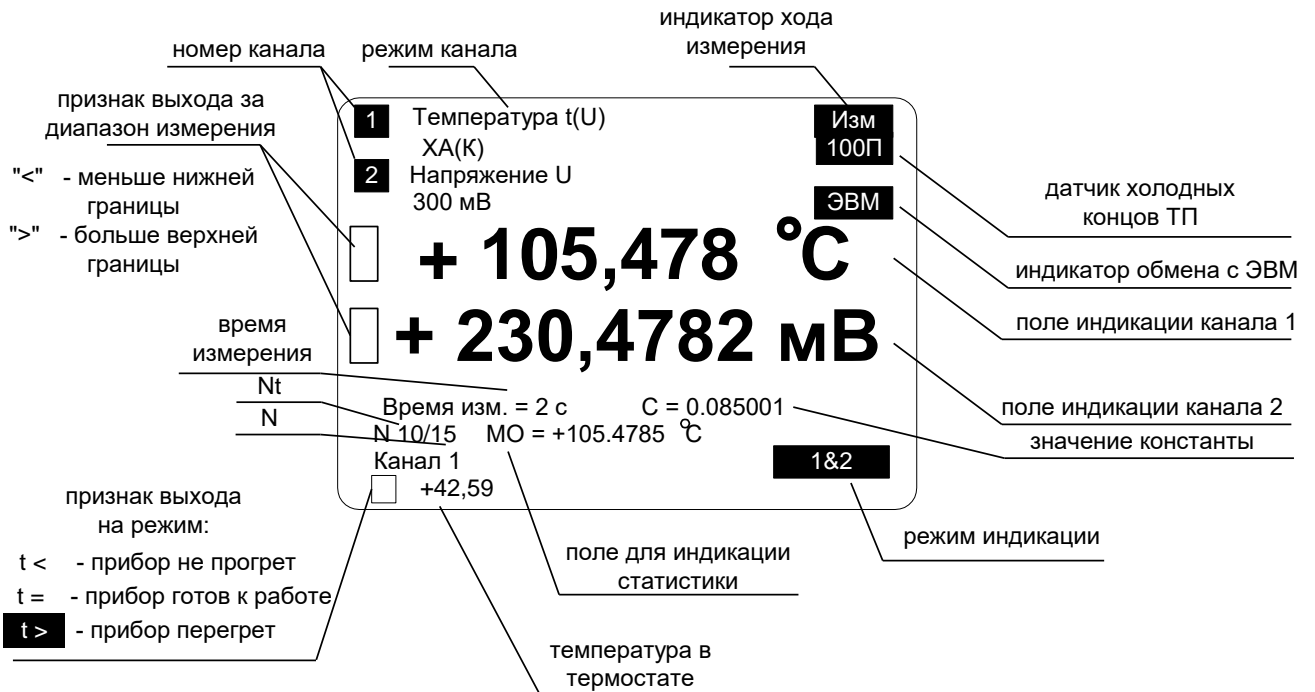 индикатор хода
измерения
номер канала
режим канала
признак выхода за
диапазон измерения
"<" - меньше нижней
границы
">" - больше верхней
границы
1 Температура t(U)
ХА(К)
2 Напряжение U
300 мВ
Изм
100П
ЭВМ
+ 105,478 °С
+ 230,4782 мВ
датчик холодных
концов ТП
индикатор обмена с ЭВМ
поле индикации канала 1
поле индикации канала 2
значение константы
время
измерения
Nt
N
Время изм. = 2 с С = 0.085001
N 10/15 МО = +105.4785 °С
Канал 1
+42,59
1&2
признак выхода
на режим:
t < - прибор не прогрет
t = - прибор готов к работе
t > - прибор перегрет
поле для индикации
статистики
режим индикации
температура в
термостате